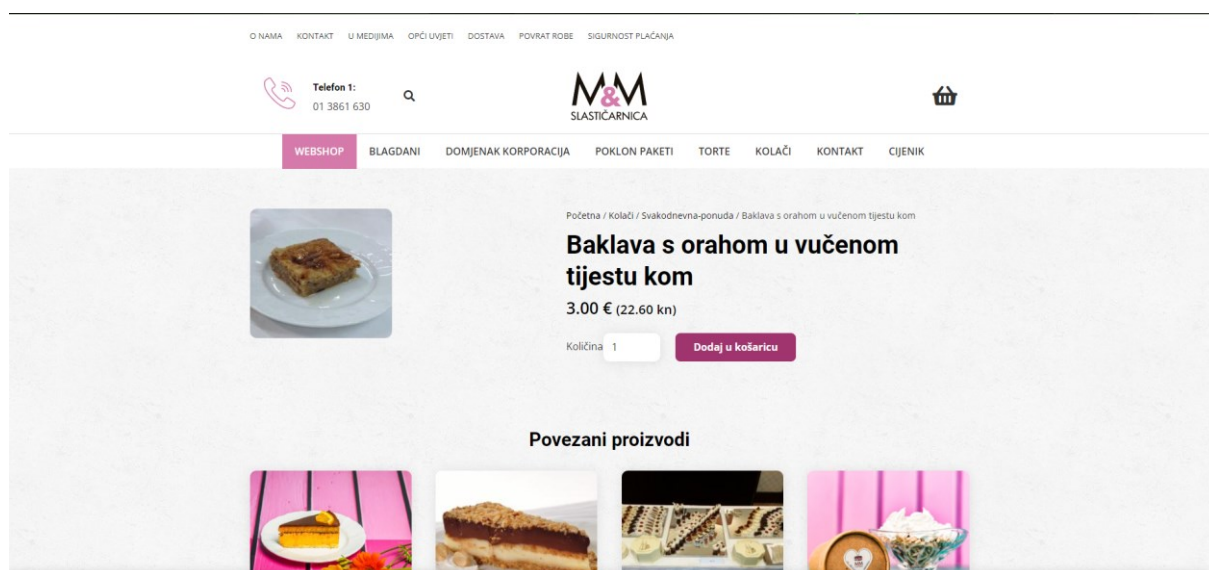 O NAMA KONTAKT U MEDIJIMA OPĆI UVJETI DOSTAVA POVRAT ROBE SIGURNOST PLAĆANJA
Telefon 1:
01 3861 630
M&M
SLASTIČARNICA
WEBSHOP BLAGDANI DOMJENAK KORPORACIJA POKLON PAKETI TORTE KOLAČI KONTAKT CIJENIK
Početna / Kolači / Svakodnevna-ponuda / Baklava s orahom u vučenom tijestu kom
Baklava s orahom u vučenom
tijestu kom
3.00 € (22.60 kn)
Količina 1 Dodaj u košaricu
Povezani proizvodi